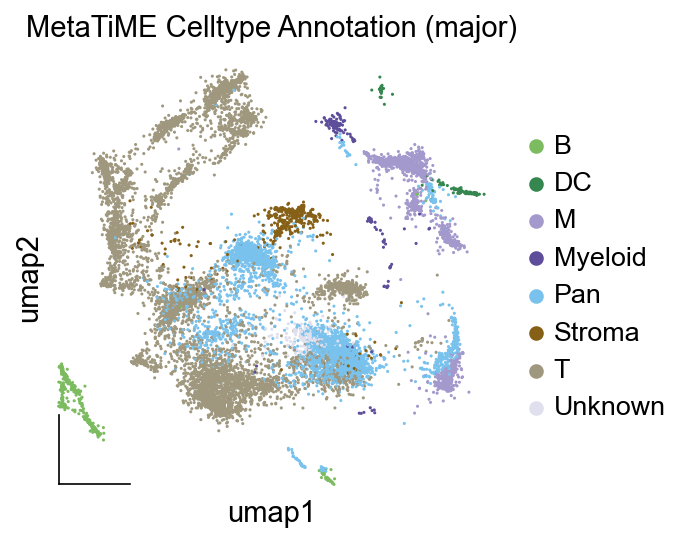 MetaTiME Celltype Annotation (major)
B
DC
M
Myeloid
Pan
Stroma
T
Unknown
umap2
umap1